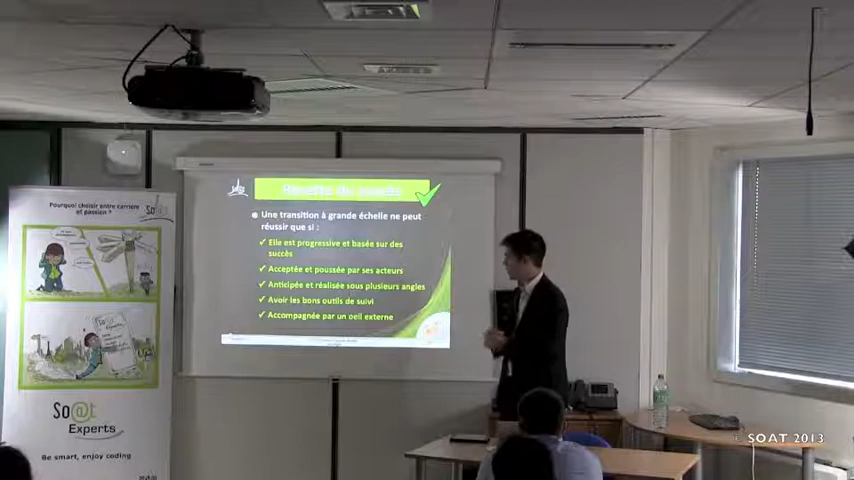 Pourquoi choisir entre carrière
et passion ?
Recette du succès
Une transition à grande échelle ne peut
réussir que si :
✓ Elle est progressive et basée sur des
succès
✓ Acceptée et poussée par ses acteurs
✓ Anticipée et réalisée sous plusieurs angles
✓ Avoir les bons outils de suivi
✓ Accompagnée par un oeil externe
So@t
Experts
Be smart, enjoy coding
© SOAT 2013